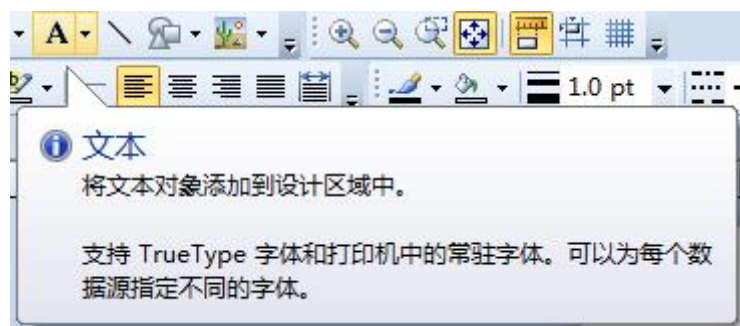 A
1.0 pt
文本
将文本对象添加到设计区域中。
支持 TrueType 字体和打印机中的常驻字体。可以为每个数
据源指定不同的字体。